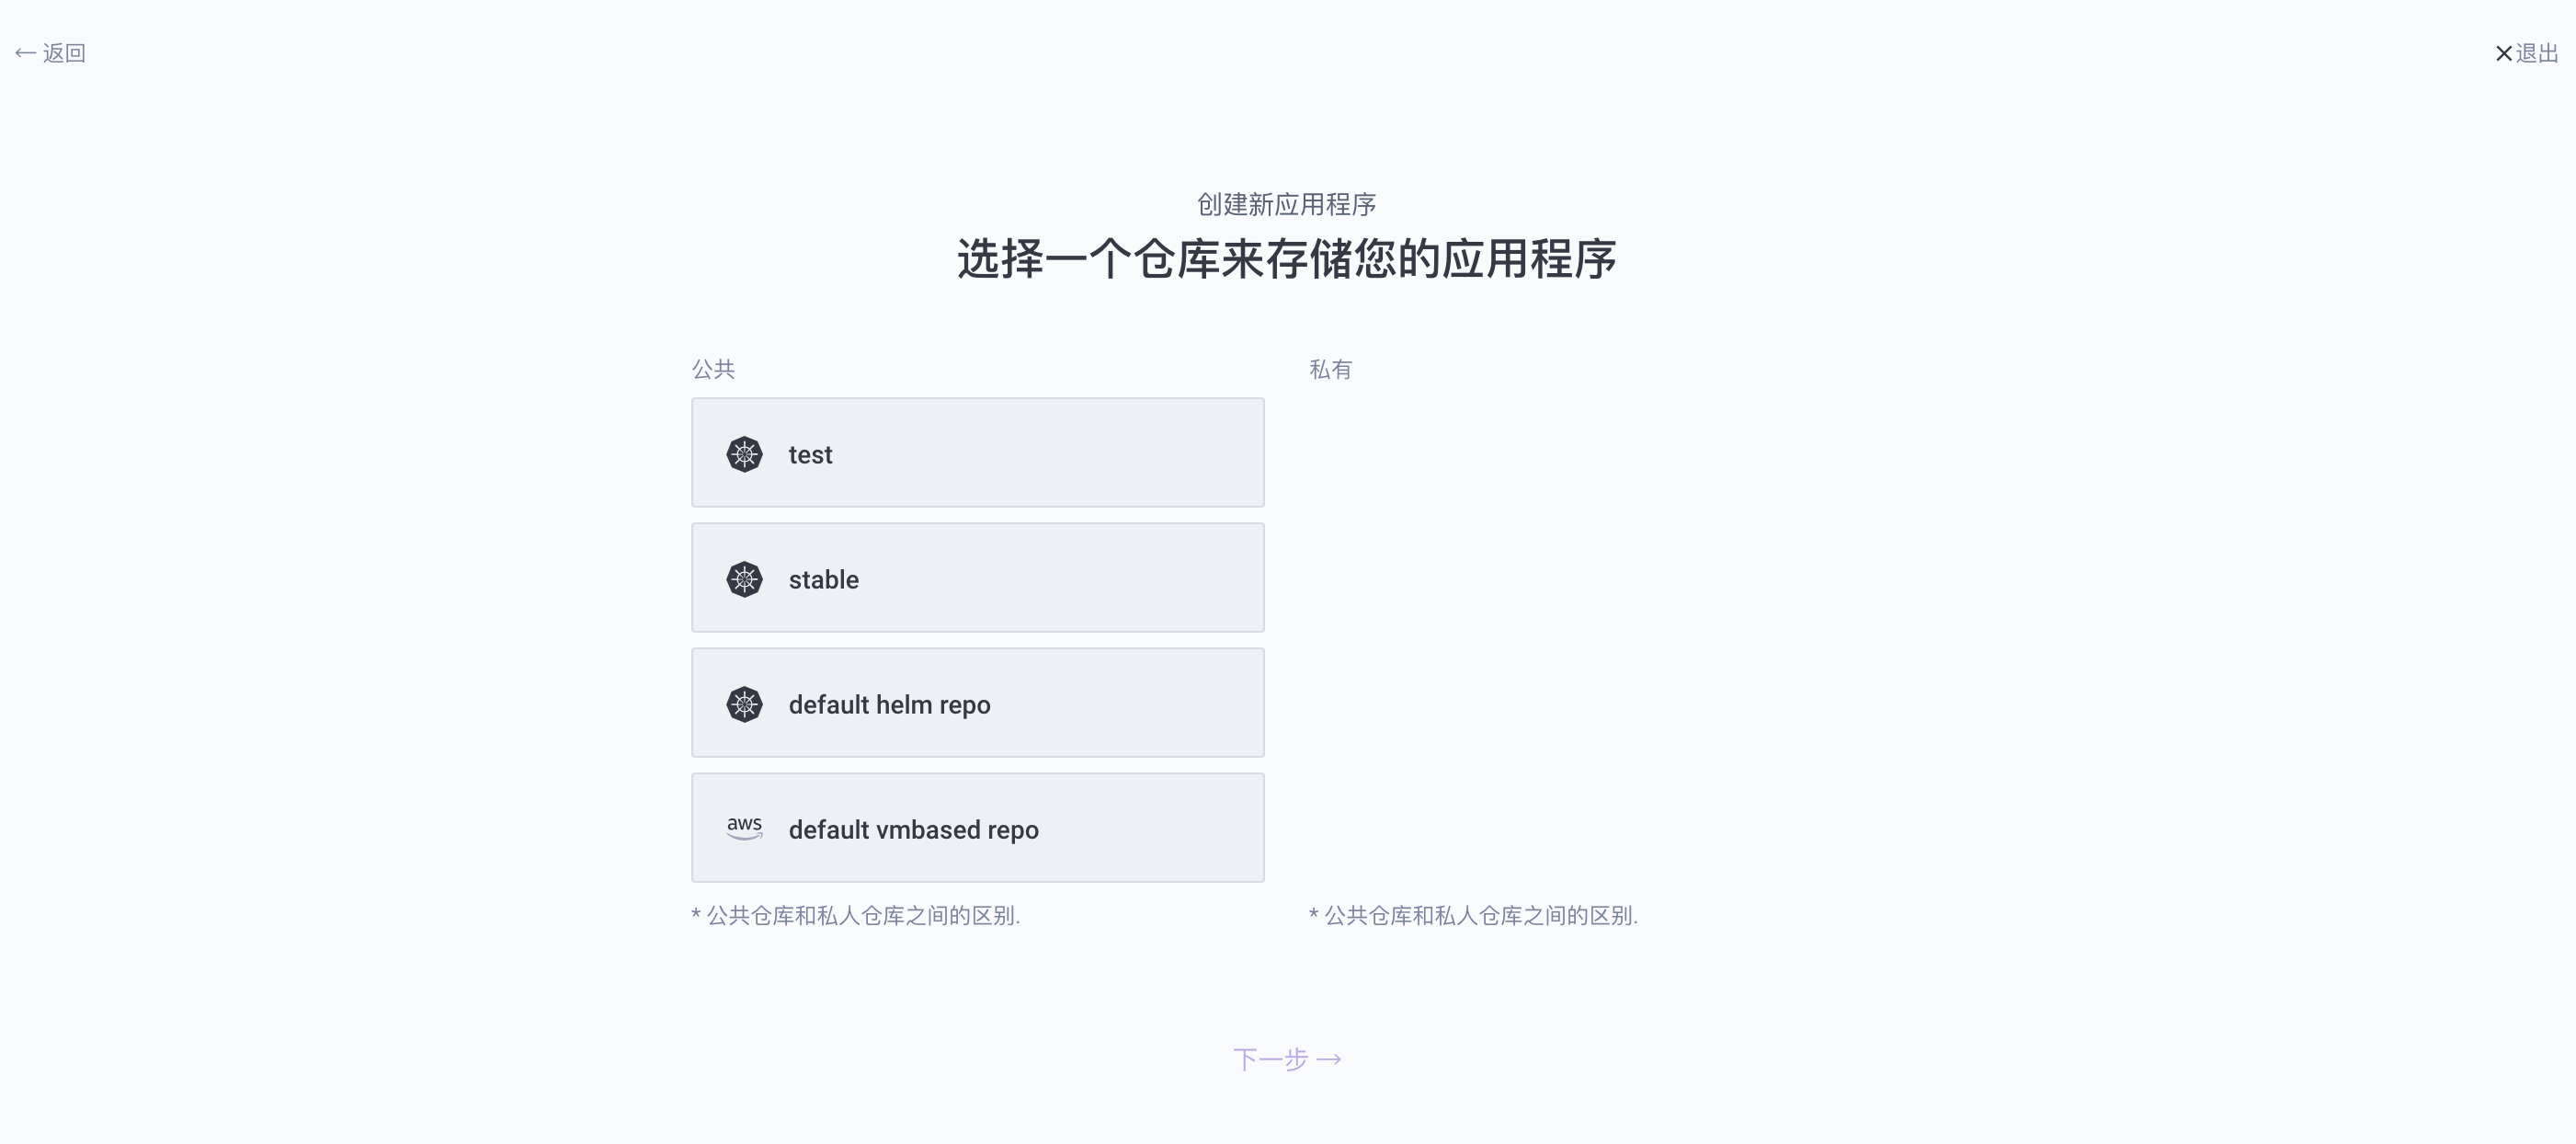 ← 返回
✕退出
创建新应用程序
选择一个仓库来存储您的应用程序
公共
test
stable
default helm repo
aws default vmbased repo
* 公共仓库和私人仓库之间的区别.
私有
* 公共仓库和私人仓库之间的区别.
下一步 →